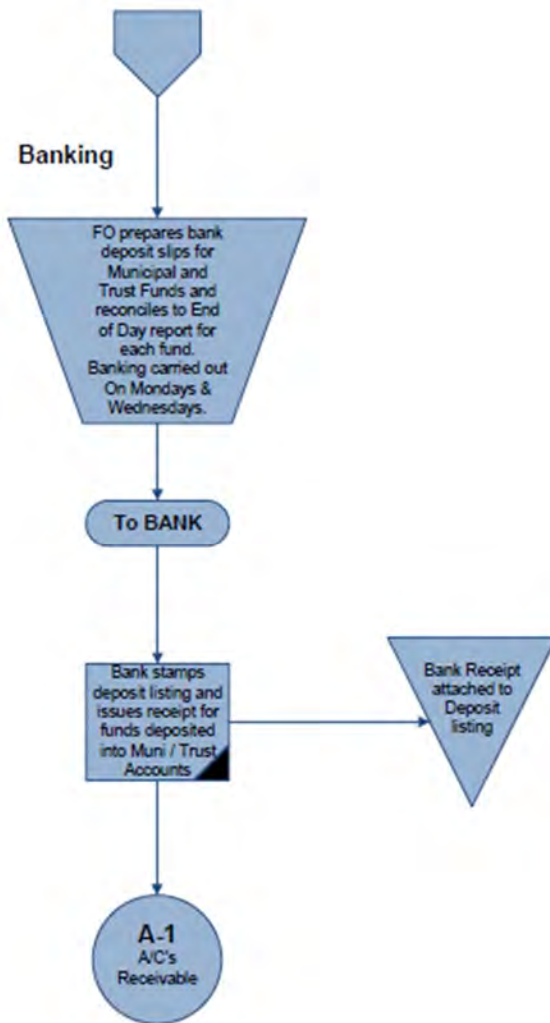 Banking
FO prepares bank
deposit slips for
Municipal and
Trust Funds and
reconciles to End
of Day report for
each fund.
Banking carried out
On Mondays &
Wednesdays.
To BANK
Bank stamps
deposit listing and
issues receipt for
funds deposited
into Muni / Trust
Accounts
Bank Receipt
attached to
Deposit
listing
A-1
A/C's
Receivable